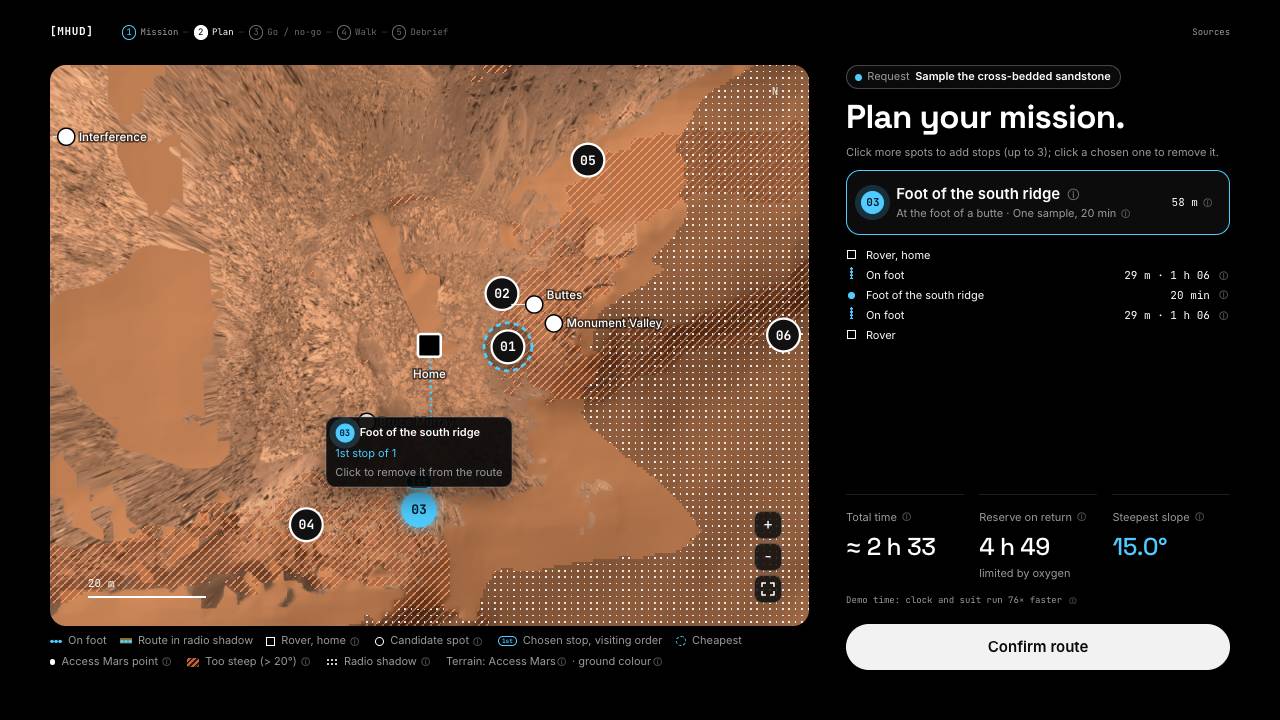 [MHUD]
1 Mission — 2 Plan — 3 Go / no-go — 4 Walk — 5 Debrief
Sources
N
Interference
05
02
Buttes
Monument Valley
01
06
Home
03 Foot of the south ridge
1st stop of 1
Click to remove it from the route
03
04
20 m
+
-
On foot
Route in radio shadow
Rover, home ⓘ
Candidate spot ⓘ
1st Chosen stop, visiting order
Cheapest
Access Mars point ⓘ
Too steep (> 20°) ⓘ
Radio shadow ⓘ
Terrain: Access Mars ⓘ · ground colour ⓘ
Request Sample the cross-bedded sandstone
Plan your mission.
Click more spots to add stops (up to 3); click a chosen one to remove it.
03 Foot of the south ridge ⓘ
At the foot of a butte · One sample, 20 min ⓘ
58 m ⓘ
Rover, home
On foot 29 m · 1 h 06 ⓘ
Foot of the south ridge 20 min ⓘ
On foot 29 m · 1 h 06 ⓘ
Rover
Total time ⓘ
≈ 2 h 33
Reserve on return ⓘ
4 h 49
limited by oxygen
Steepest slope ⓘ
15.0°
Demo time: clock and suit run 76× faster ⓘ
Confirm route